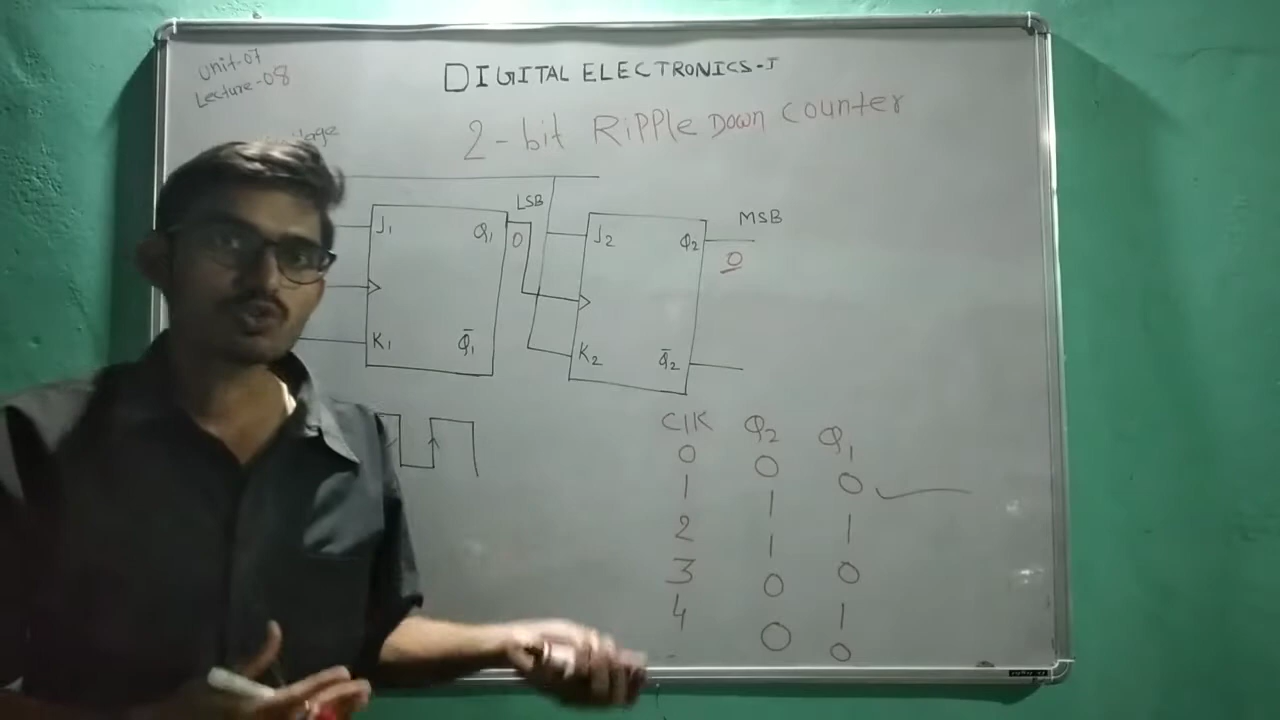 Unit-07
Lecture-08
DIGITAL ELECTRONICS-I
2-bit Ripple Down Counter
LSB
MSB
J1 Q1 0 J2 Q2
0
K1 Q̄1 K2 Q̄2
Clk Q2 Q1
0 0 0
1 1 1
2 1 0
3 0 1
4 0 0